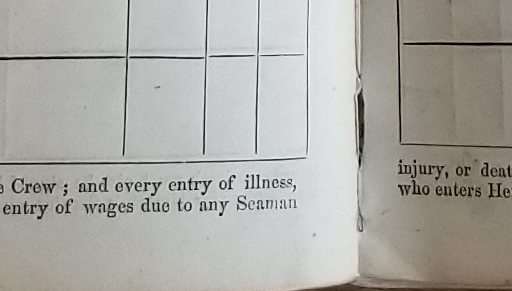 Crew ; and every entry of illness,
entry of wages due to any Seaman
injury, or deat
who enters He